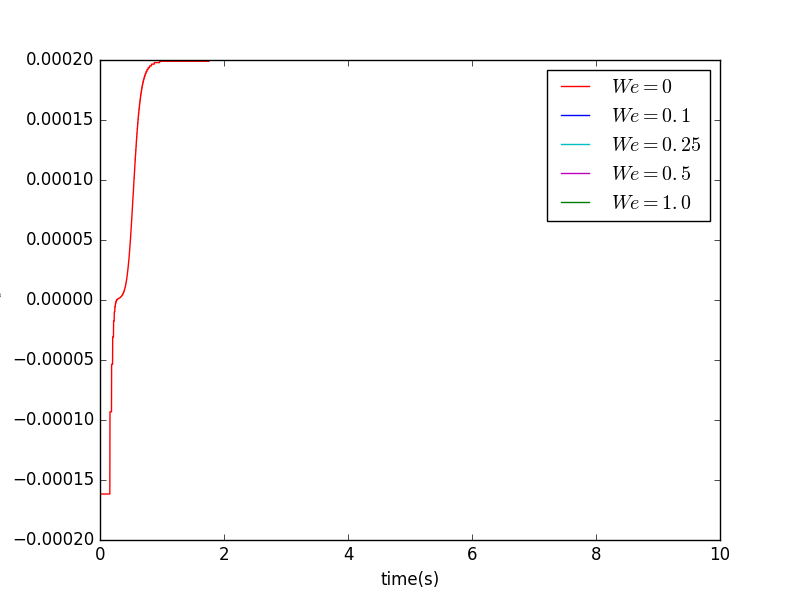 0.00020
0.00015
0.00010
0.00005
0.00000
−0.00005
−0.00010
−0.00015
−0.00020
0 2 4 6 8 10
time(s)
We = 0
We = 0.1
We = 0.25
We = 0.5
We = 1.0